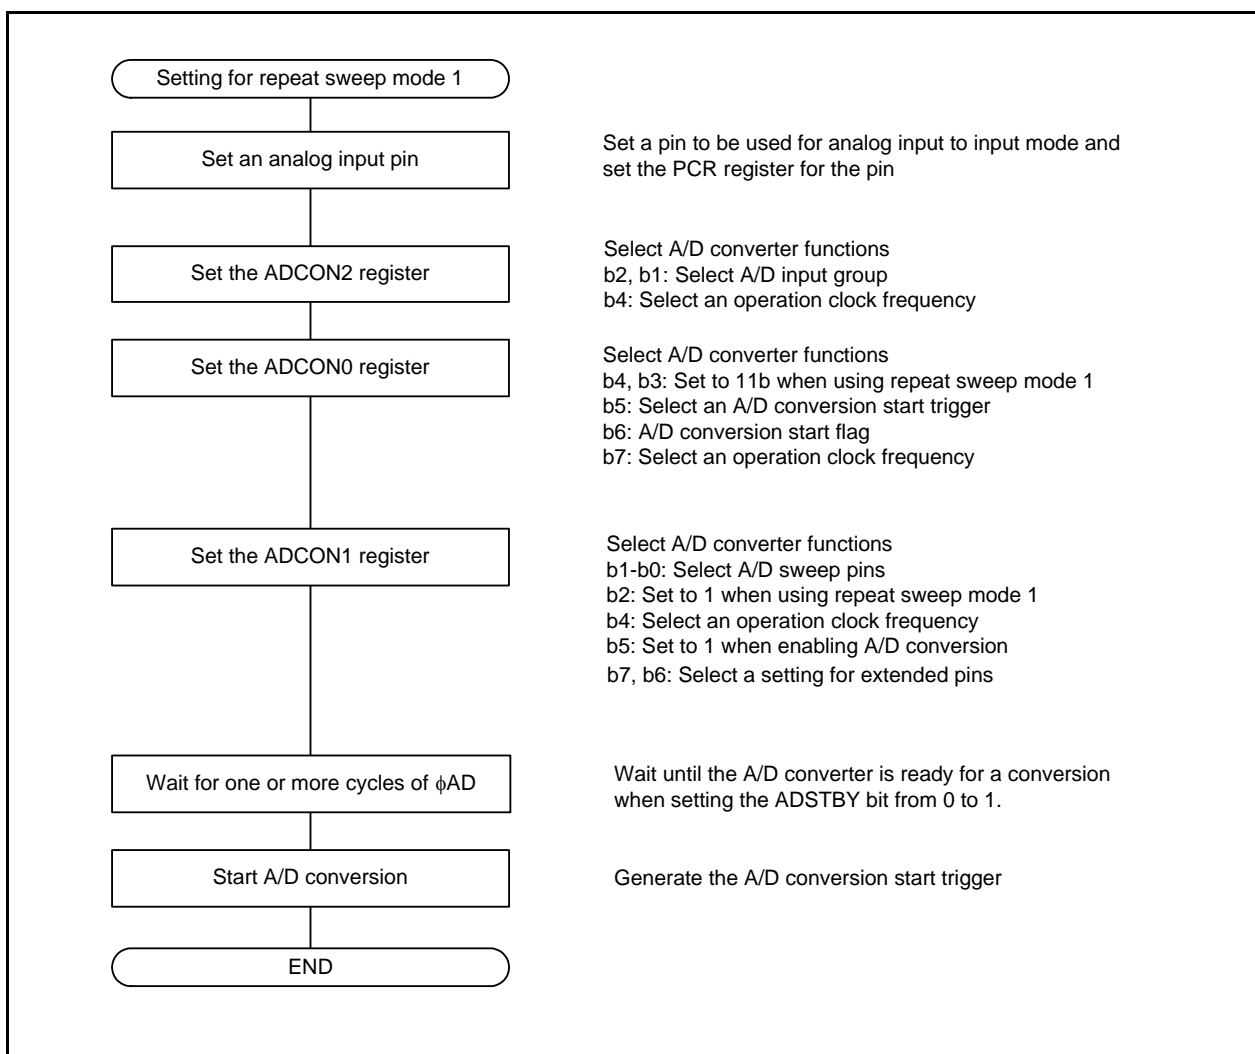 Setting for repeat sweep mode 1
Set an analog input pin
Set a pin to be used for analog input to input mode and
set the PCR register for the pin
Set the ADCON2 register
Select A/D converter functions
b2, b1: Select A/D input group
b4: Select an operation clock frequency
Set the ADCON0 register
Select A/D converter functions
b4, b3: Set to 11b when using repeat sweep mode 1
b5: Select an A/D conversion start trigger
b6: A/D conversion start flag
b7: Select an operation clock frequency
Set the ADCON1 register
Select A/D converter functions
b1-b0: Select A/D sweep pins
b2: Set to 1 when using repeat sweep mode 1
b4: Select an operation clock frequency
b5: Set to 1 when enabling A/D conversion
b7, b6: Select a setting for extended pins
Wait for one or more cycles of ϕAD
Wait until the A/D converter is ready for a conversion
when setting the ADSTBY bit from 0 to 1.
Start A/D conversion
Generate the A/D conversion start trigger
END